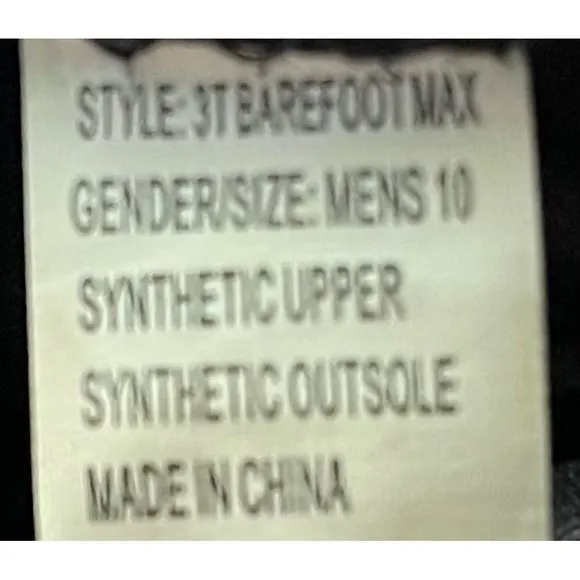 STYLE: 3T BAREFOOT MAX
GENDER/SIZE: MENS 10
SYNTHETIC UPPER
SYNTHETIC OUTSOLE
MADE IN CHINA